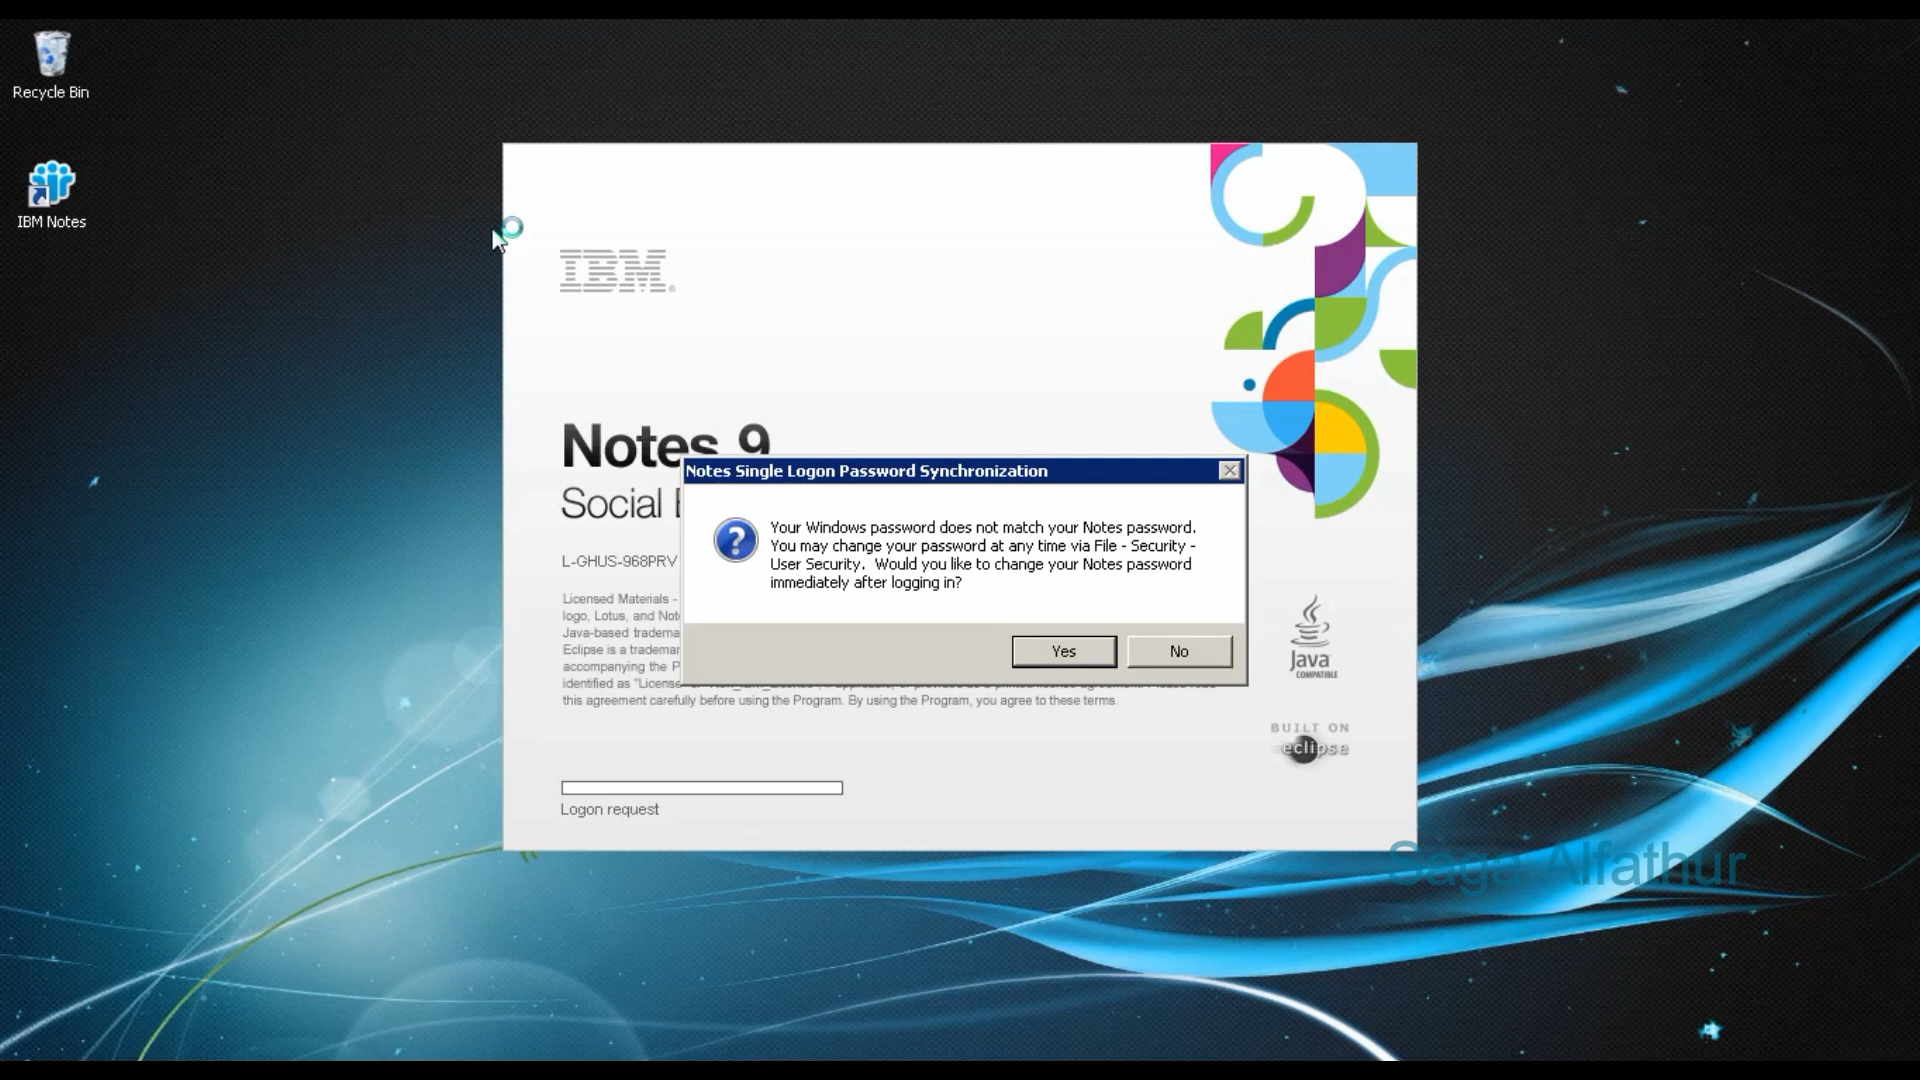 Recycle Bin
IBM Notes
IBM
Notes 9
Social
L-GHUS-968PRV
Licensed Materials -
logo, Lotus, and
Java-based
Eclipse is a
accompanying the P
identified as "License
this agreement carefully before using the Program. By using the Program, you agree to these terms.
Notes Single Logon Password Synchronization
Your Windows password does not match your Notes password.
You may change your password at any time via File - Security -
User Security. Would you like to change your Notes password
immediately after logging in?
Yes
No
Java
COMPATIBLE
BUILT ON
eclipse
Logon request
Saga Alfathur